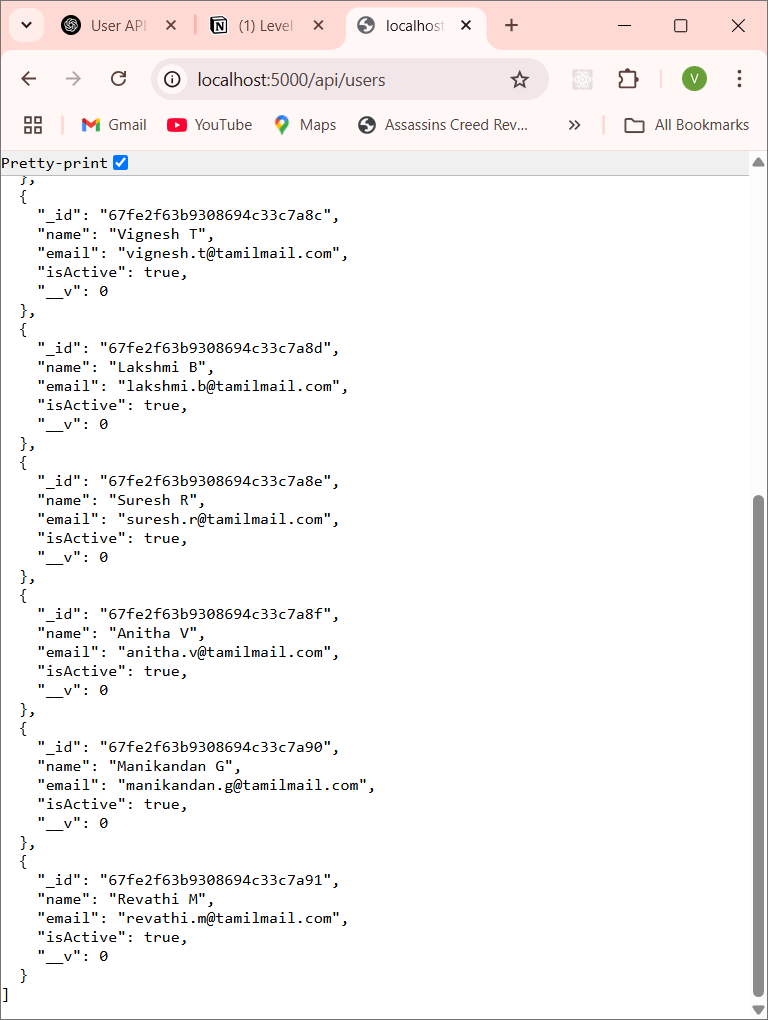 User API
(1) Level
localhost
localhost:5000/api/users
V
Gmail
YouTube
Maps
Assassins Creed Rev...
All Bookmarks
Pretty-print
},
{
"_id": "67fe2f63b9308694c33c7a8c",
"name": "Vignesh T",
"email": "vignesh.t@tamilmail.com",
"isActive": true,
"__v": 0
},
{
"_id": "67fe2f63b9308694c33c7a8d",
"name": "Lakshmi B",
"email": "lakshmi.b@tamilmail.com",
"isActive": true,
"__v": 0
},
{
"_id": "67fe2f63b9308694c33c7a8e",
"name": "Suresh R",
"email": "suresh.r@tamilmail.com",
"isActive": true,
"__v": 0
},
{
"_id": "67fe2f63b9308694c33c7a8f",
"name": "Anitha V",
"email": "anitha.v@tamilmail.com",
"isActive": true,
"__v": 0
},
{
"_id": "67fe2f63b9308694c33c7a90",
"name": "Manikandan G",
"email": "manikandan.g@tamilmail.com",
"isActive": true,
"__v": 0
},
{
"_id": "67fe2f63b9308694c33c7a91",
"name": "Revathi M",
"email": "revathi.m@tamilmail.com",
"isActive": true,
"__v": 0
}
]